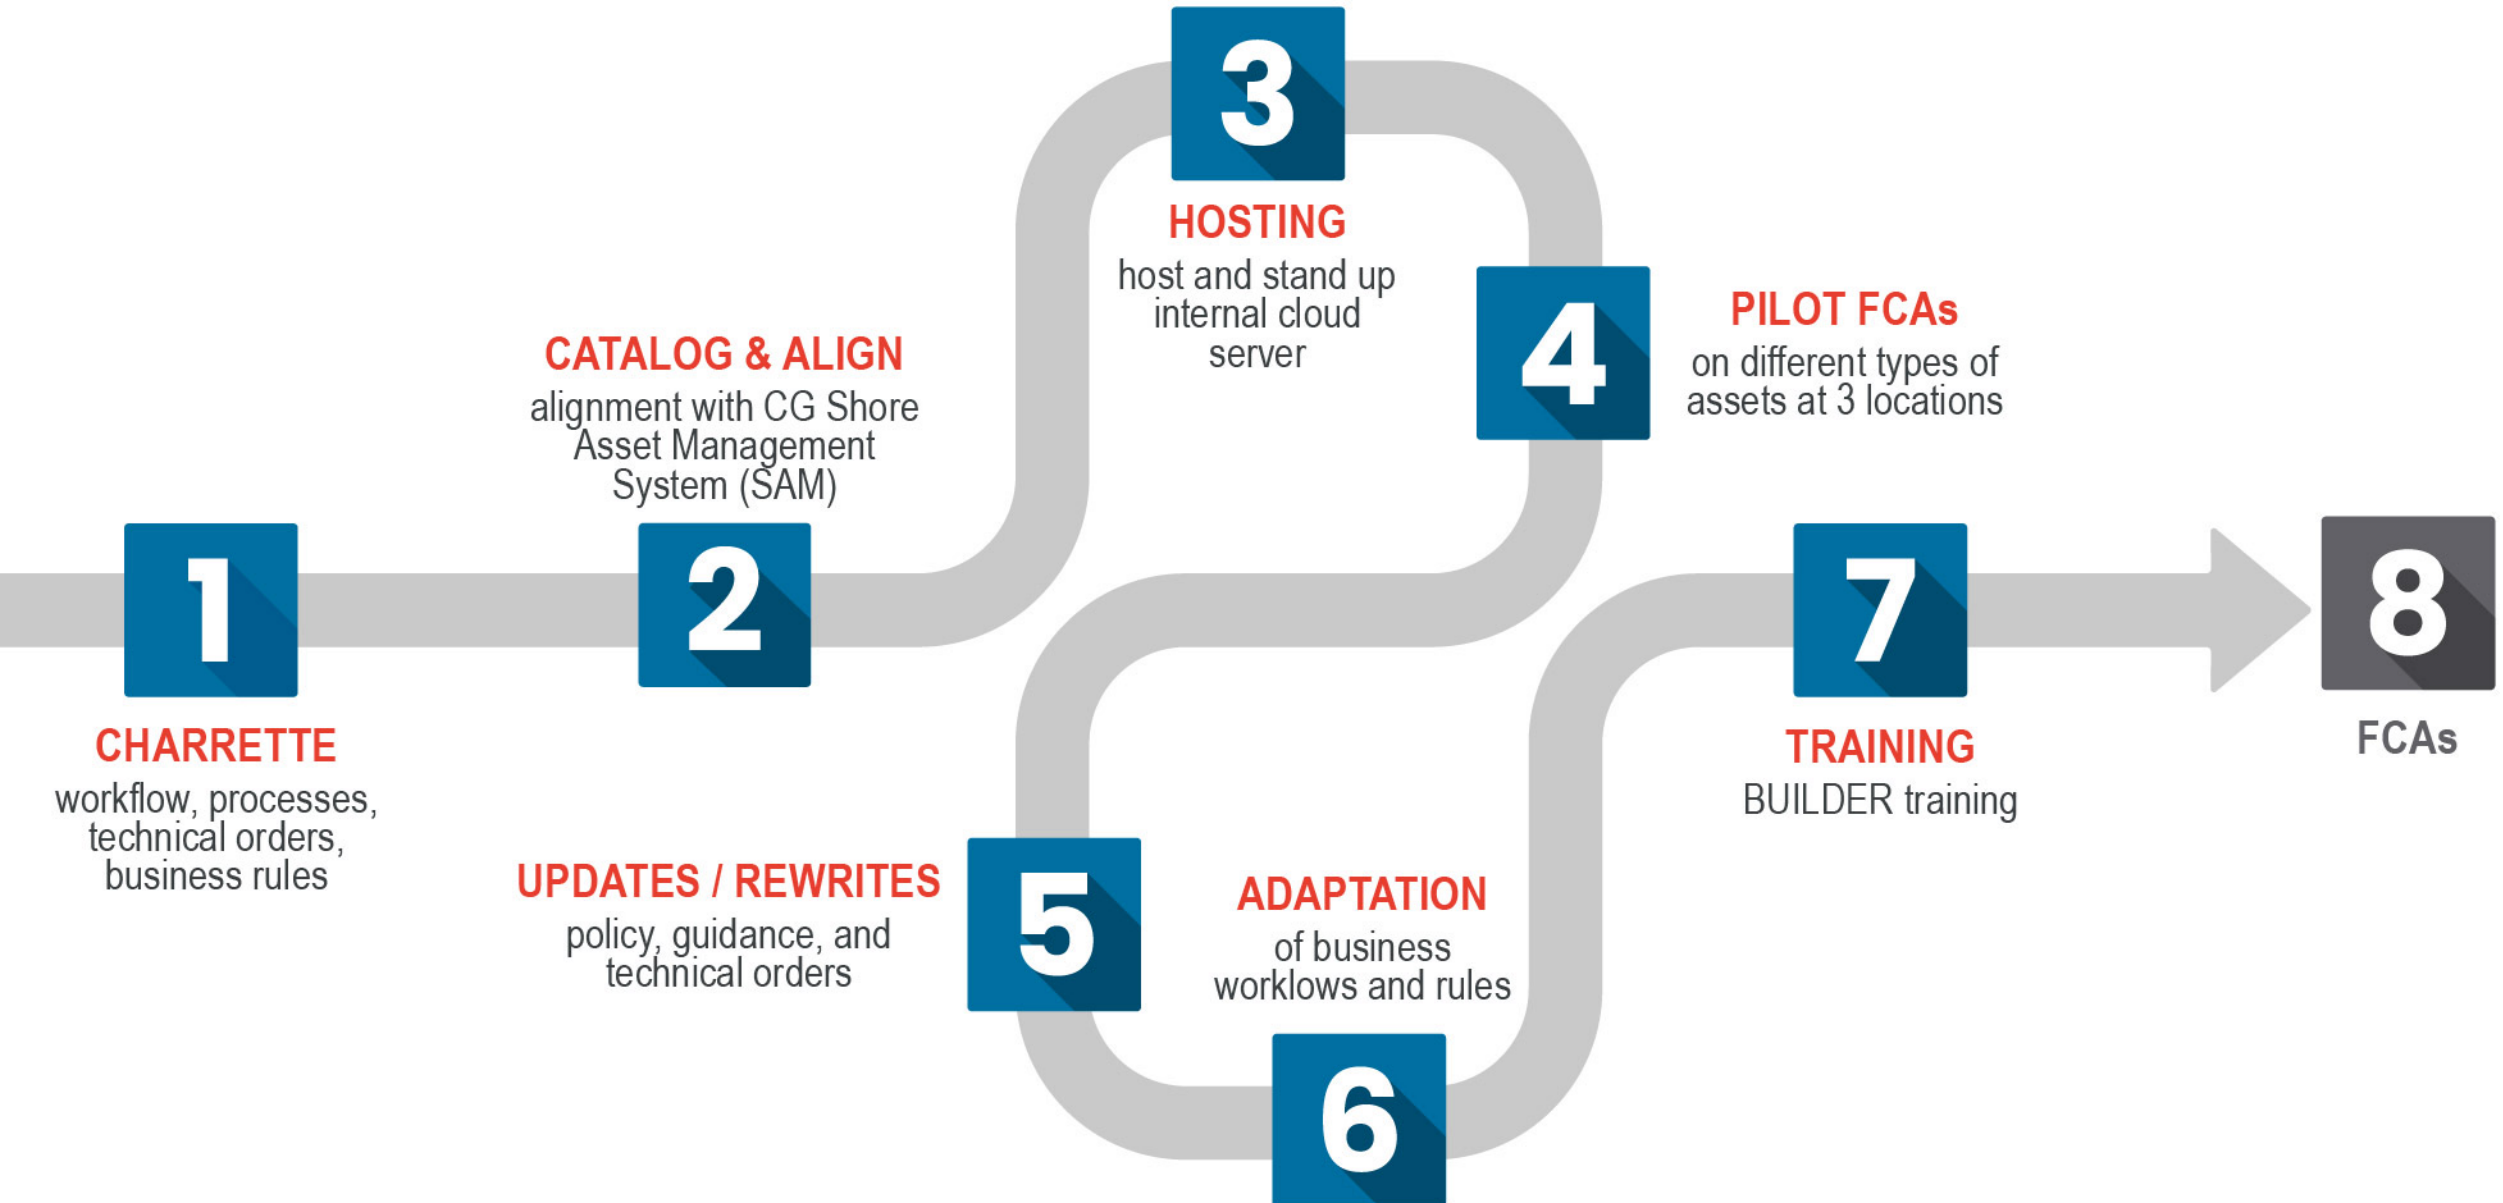 1
CHARRETTE
workflow, processes,
technical orders,
business rules
CATALOG & ALIGN
alignment with CG Shore
Asset Management
System (SAM)
2
3
HOSTING
host and stand up
internal cloud
server
4
PILOT FCAs
on different types of
assets at 3 locations
UPDATES / REWRITES
policy, guidance, and
technical orders
5
ADAPTATION
of business
worklows and rules
6
7
TRAINING
BUILDER training
8
FCAs